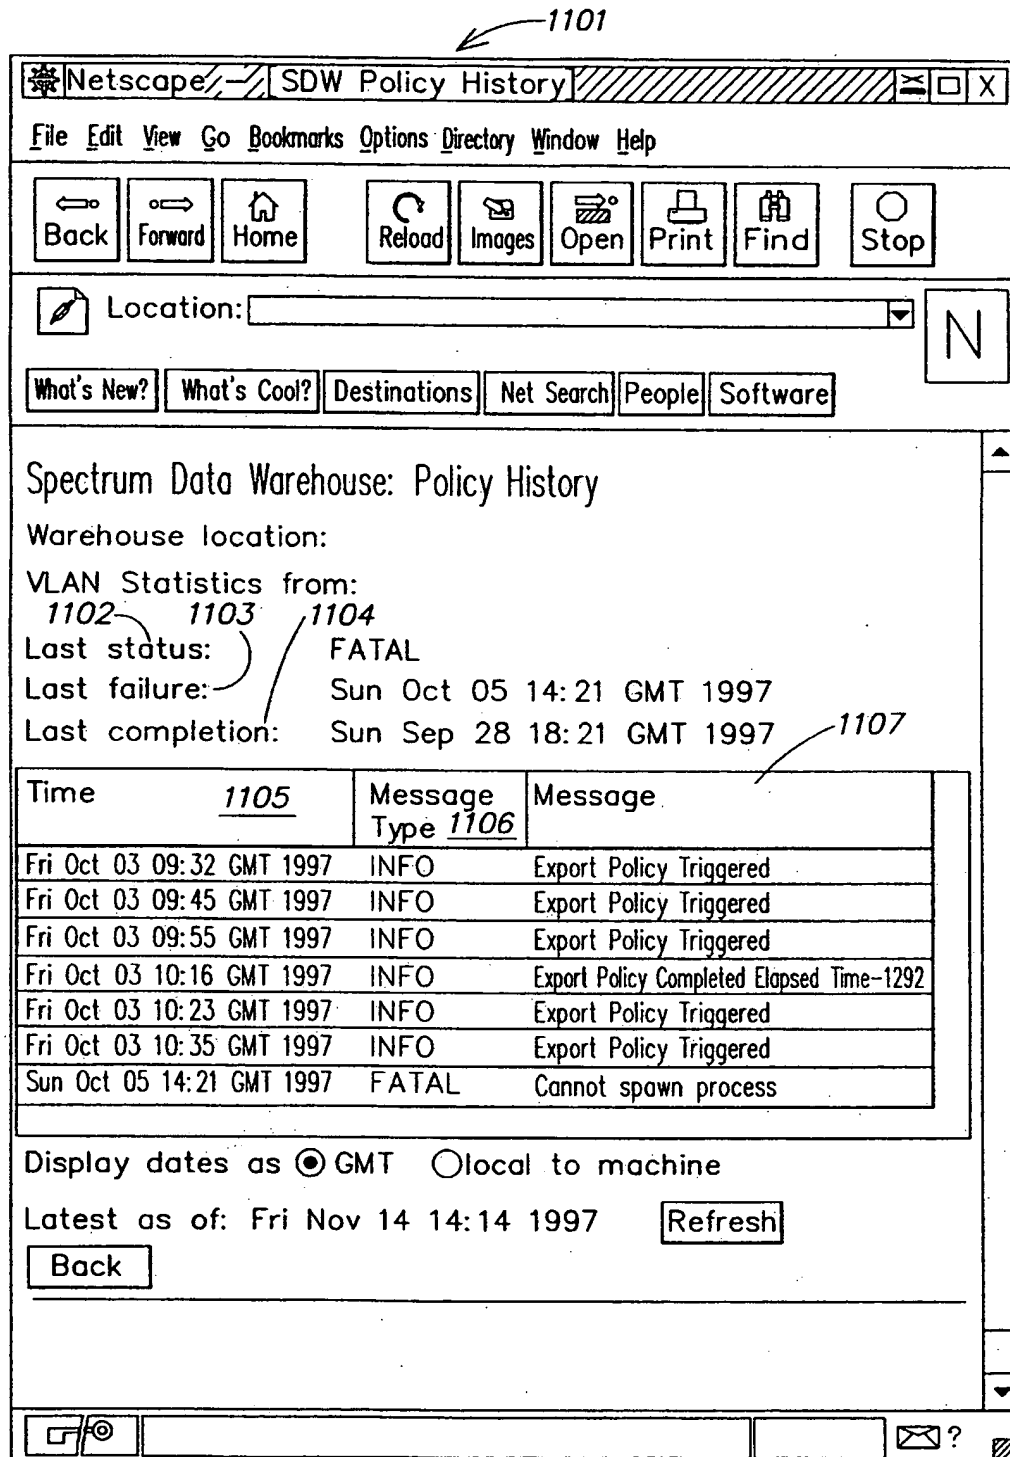 1101
Netscape - [SDW Policy History] X
File Edit View Go Bookmarks Options Directory Window Help
Back Forward Home Reload Images Open Print Find Stop
Location: N
What's New? What's Cool? Destinations Net Search People Software
Spectrum Data Warehouse: Policy History
Warehouse location:
VLAN Statistics from:
1102 1103 1104
Last status: FATAL
Last failure: Sun Oct 05 14:21 GMT 1997
Last completion: Sun Sep 28 18:21 GMT 1997 1107
Time 1105 Message Type 1106 Message
Fri Oct 03 09:32 GMT 1997 INFO Export Policy Triggered
Fri Oct 03 09:45 GMT 1997 INFO Export Policy Triggered
Fri Oct 03 09:55 GMT 1997 INFO Export Policy Triggered
Fri Oct 03 10:16 GMT 1997 INFO Export Policy Completed Elapsed Time-1292
Fri Oct 03 10:23 GMT 1997 INFO Export Policy Triggered
Fri Oct 03 10:35 GMT 1997 INFO Export Policy Triggered
Sun Oct 05 14:21 GMT 1997 FATAL Cannot spawn process
Display dates as GMT local to machine
Latest as of: Fri Nov 14 14:14 1997 Refresh
Back
?